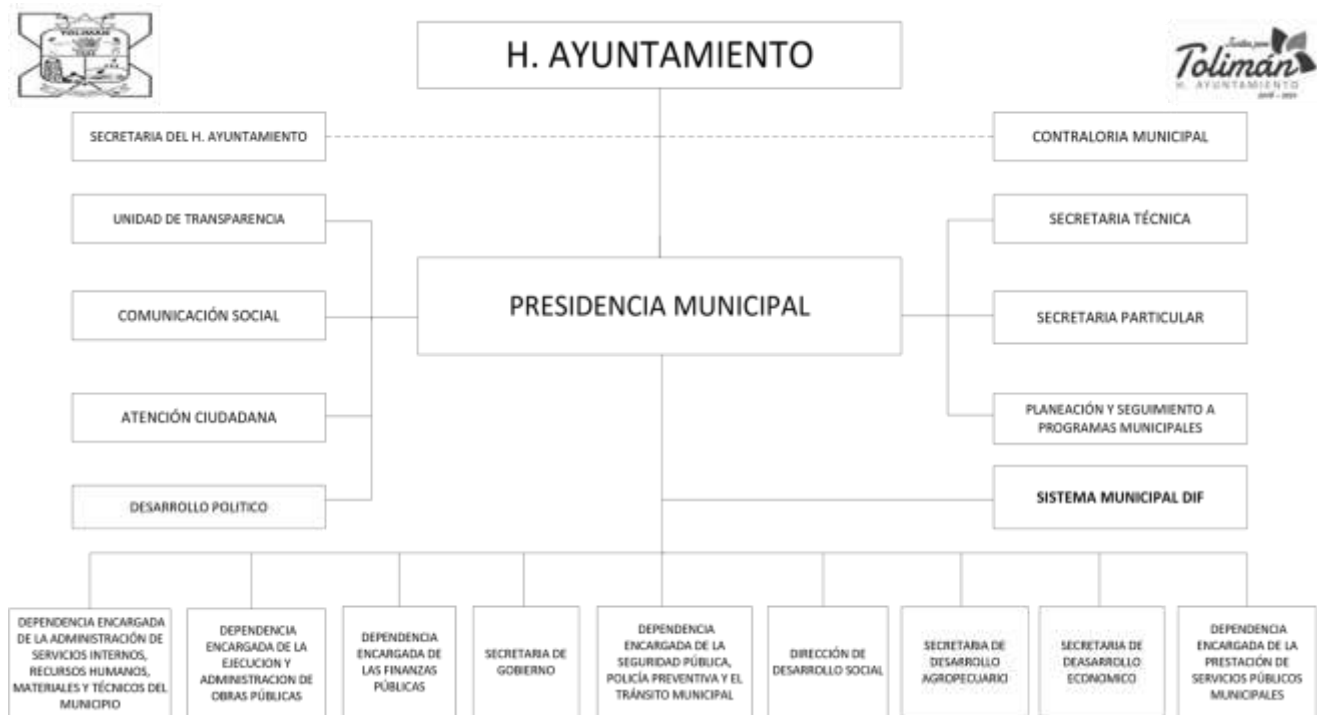 TOLIMAN
H. AYUNTAMIENTO
Juntos por
Tolimán
H. AYUNTAMIENTO
SECRETARIA DEL H. AYUNTAMIENTO
CONTRALORIA MUNICIPAL
UNIDAD DE TRANSPARENCIA
SECRETARIA TÉCNICA
PRESIDENCIA MUNICIPAL
COMUNICACIÓN SOCIAL
SECRETARIA PARTICULAR
ATENCIÓN CIUDADANA
PLANEACIÓN Y SEGUIMIENTO A
PROGRAMAS MUNICIPALES
DESARROLLO POLITICO
SISTEMA MUNICIPAL DIF
DEPENDENCIA ENCARGADA
DE LA ADMINISTRACIÓN DE
SERVICIOS INTERNOS,
RECURSOS HUMANOS,
MATERIALES Y TÉCNICOS DEL
MUNICIPIO
DEPENDENCIA
ENCARGADA DE LA
EJECUCION Y
ADMINISTRACION DE
OBRAS PÚBLICAS
DEPENDENCIA
ENCARGADA DE
LAS FINANZAS
PÚBLICAS
SECRETARIA DE
GOBIERNO
DEPENDENCIA
ENCARGADA DE LA
SEGURIDAD PÚBLICA,
POLICÍA PREVENTIVA Y EL
TRÁNSITO MUNICIPAL
DIRECCIÓN DE
DESARROLLO SOCIAL
SECRETARIA DE
DESARROLLO
AGROPECUARIO
SECRETARIA DE
DEASARROLLO
ECONOMICO
DEPENDENCIA
ENCARGADA DE LA
PRESTACIÓN DE
SERVICIOS PÚBLICOS
MUNICIPALES